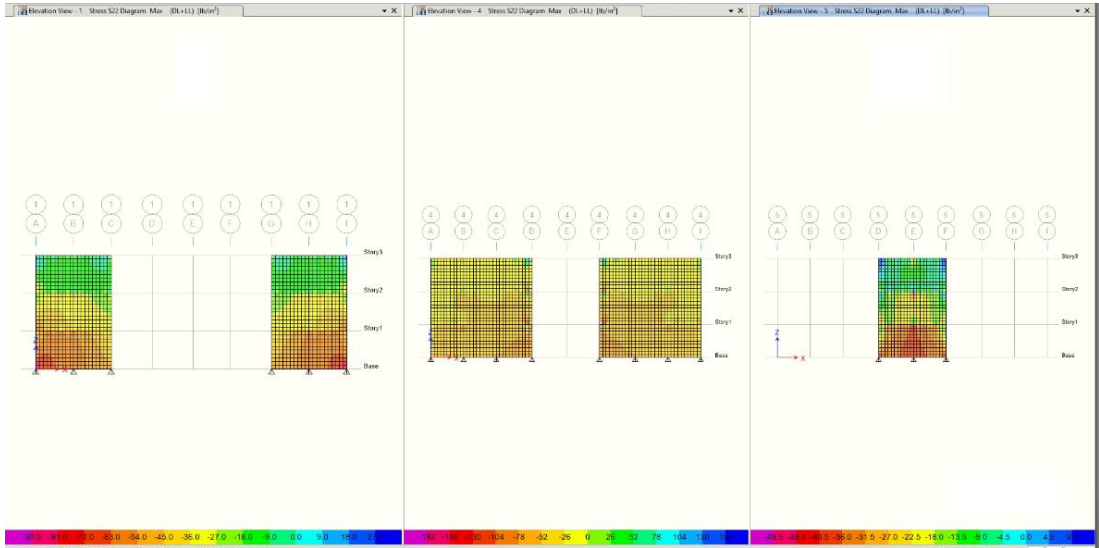 Elevation View - 1 Stress S22 Diagram Max (DL+LL) [lb/in²]
1 1 1 1 1 1 1 1
A B C D E F G H I
Story3
Story2
Story1
Base
Z
X
-90.0 -81.0 -72.0 -63.0 -54.0 -45.0 -36.0 -27.0 -18.0 -9.0 0.0 9.0 18.0
Elevation View - 4 Stress S22 Diagram Max (DL+LL) [lb/in²]
4 4 4 4 4 4 4 4 4
A B C D E F G H I
Story3
Story2
Story1
Base
Z
X
-182 -156 -130 -104 -78 -52 -26 0 26 52 78 104 130
Elevation View - 5 Stress S22 Diagram Max (DL+LL) [lb/in²]
5 5 5 5 5 5 5 5 5
A B C D E F G H I
Story3
Story2
Story1
Base
Z
X
-49.5 -45.0 -40.5 -36.0 -31.5 -27.0 -22.5 -18.0 -13.5 -9.0 -4.5 0.0 4.5